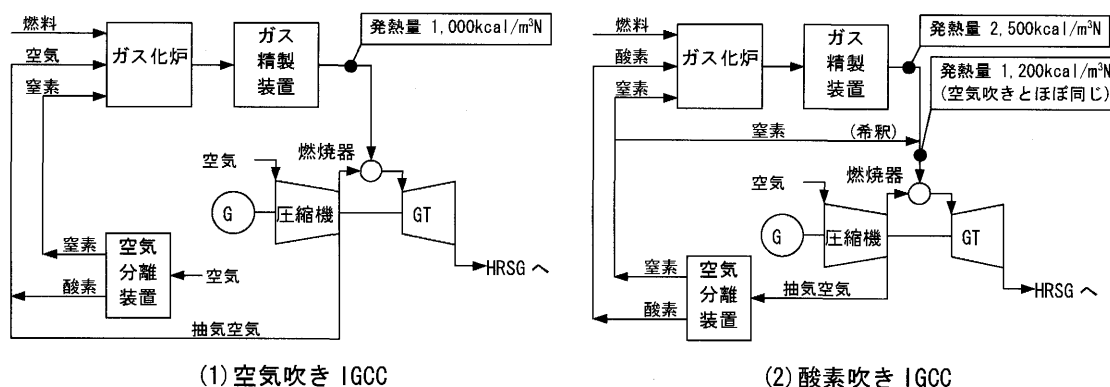 燃料
空気
窒素
ガス化炉
ガス
精製
装置
発熱量 1,000kcal/m³N
空気
燃焼器
G
圧縮機
GT
HRSG へ
窒素
酸素
空気
分離
装置
空気
抽気空気
(1) 空気吹き IGCC
燃料
酸素
窒素
ガス化炉
ガス
精製
装置
発熱量 2,500kcal/m³N
発熱量 1,200kcal/m³N
(空気吹きとほぼ同じ)
窒素
(希釈)
空気
燃焼器
G
圧縮機
GT
HRSG へ
窒素
酸素
空気
分離
装置
抽気空気
(2) 酸素吹き IGCC